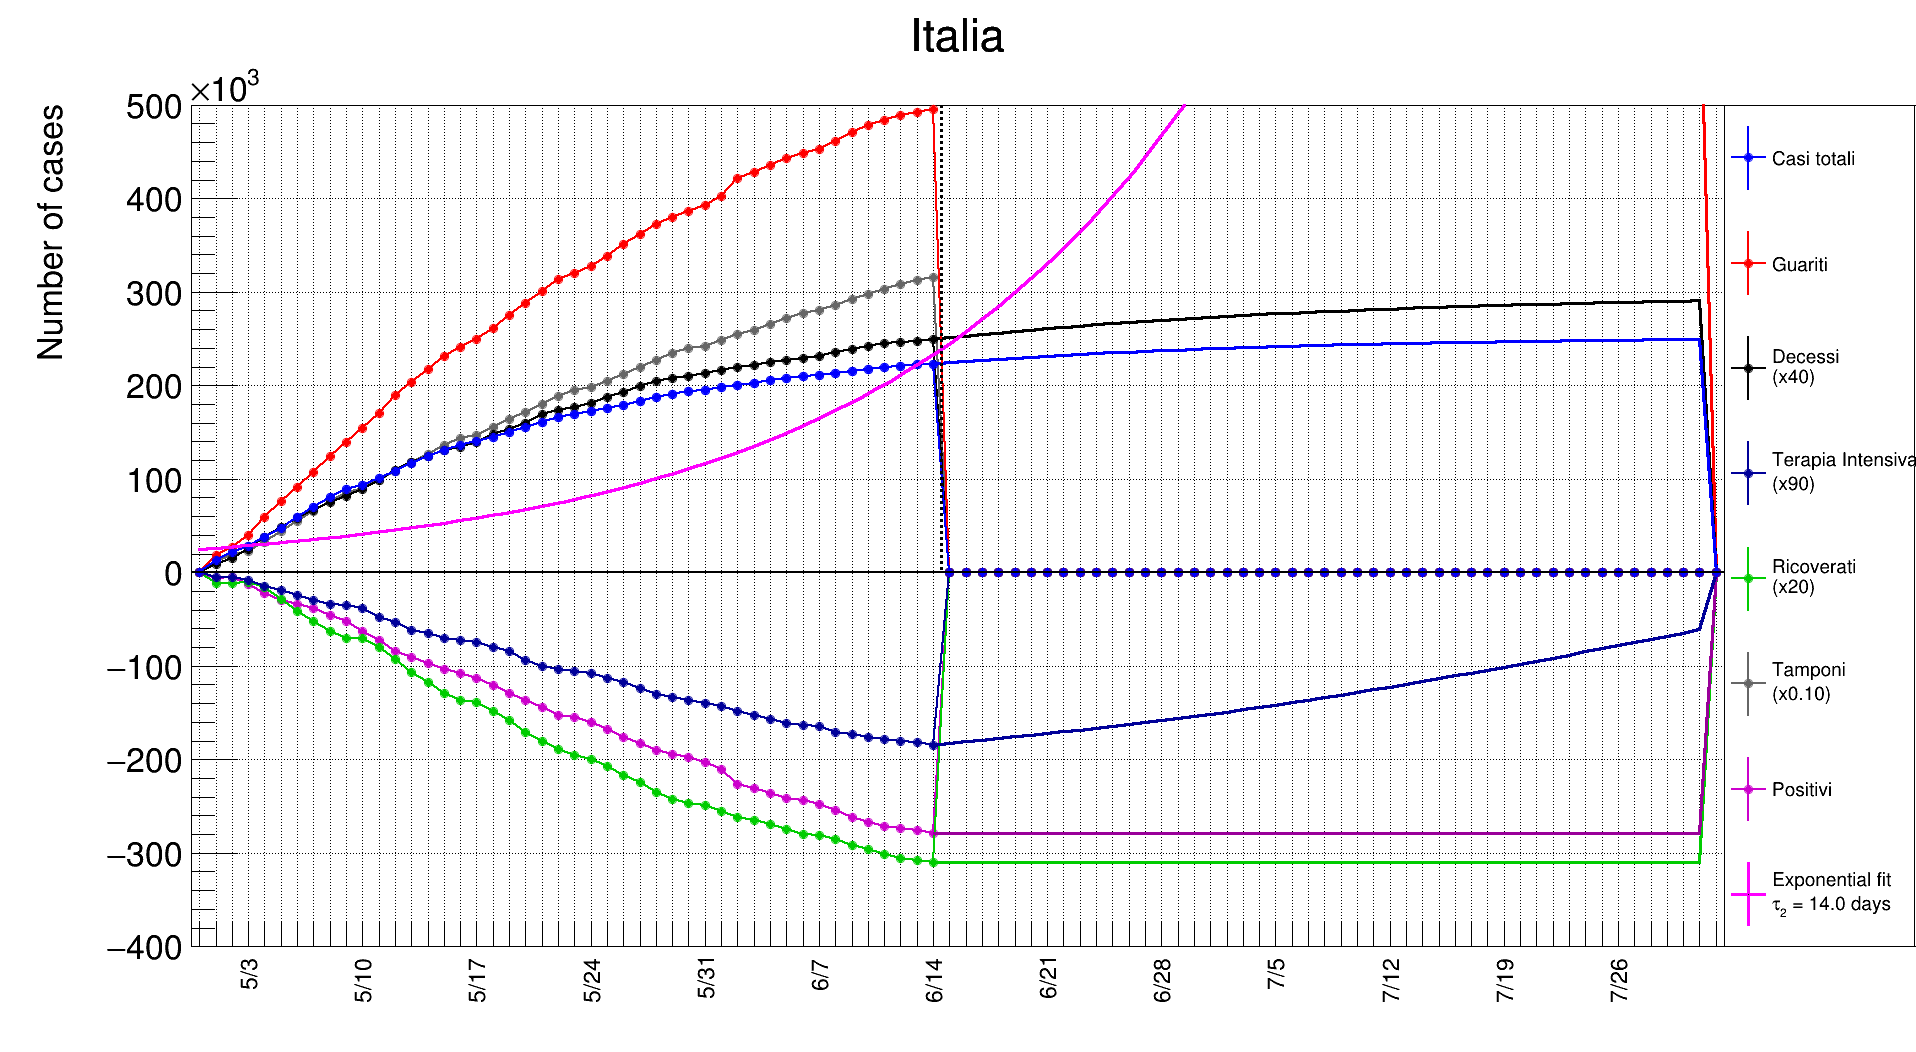 Italia
×10³
Number of cases
500
400
300
200
100
0
−100
−200
−300
−400
5/3
5/10
5/17
5/24
5/31
6/7
6/14
6/21
6/28
7/5
7/12
7/19
7/26
Casi totali
Guariti
Decessi
(x40)
Terapia Intensiva
(x90)
Ricoverati
(x20)
Tamponi
(x0.10)
Positivi
Exponential fit
τ₂ = 14.0 days